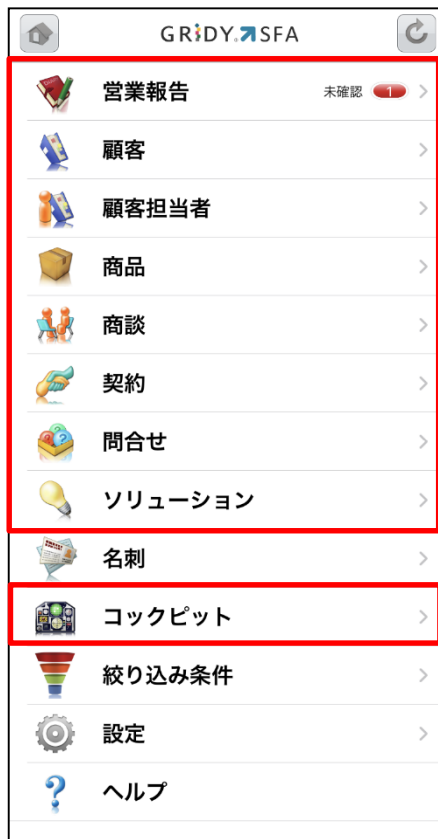 GRiDY.SFA
営業報告 未確認 1
顧客
顧客担当者
商品
商談
契約
問合せ
ソリューション
名刺
コックピット
絞り込み条件
設定
ヘルプ